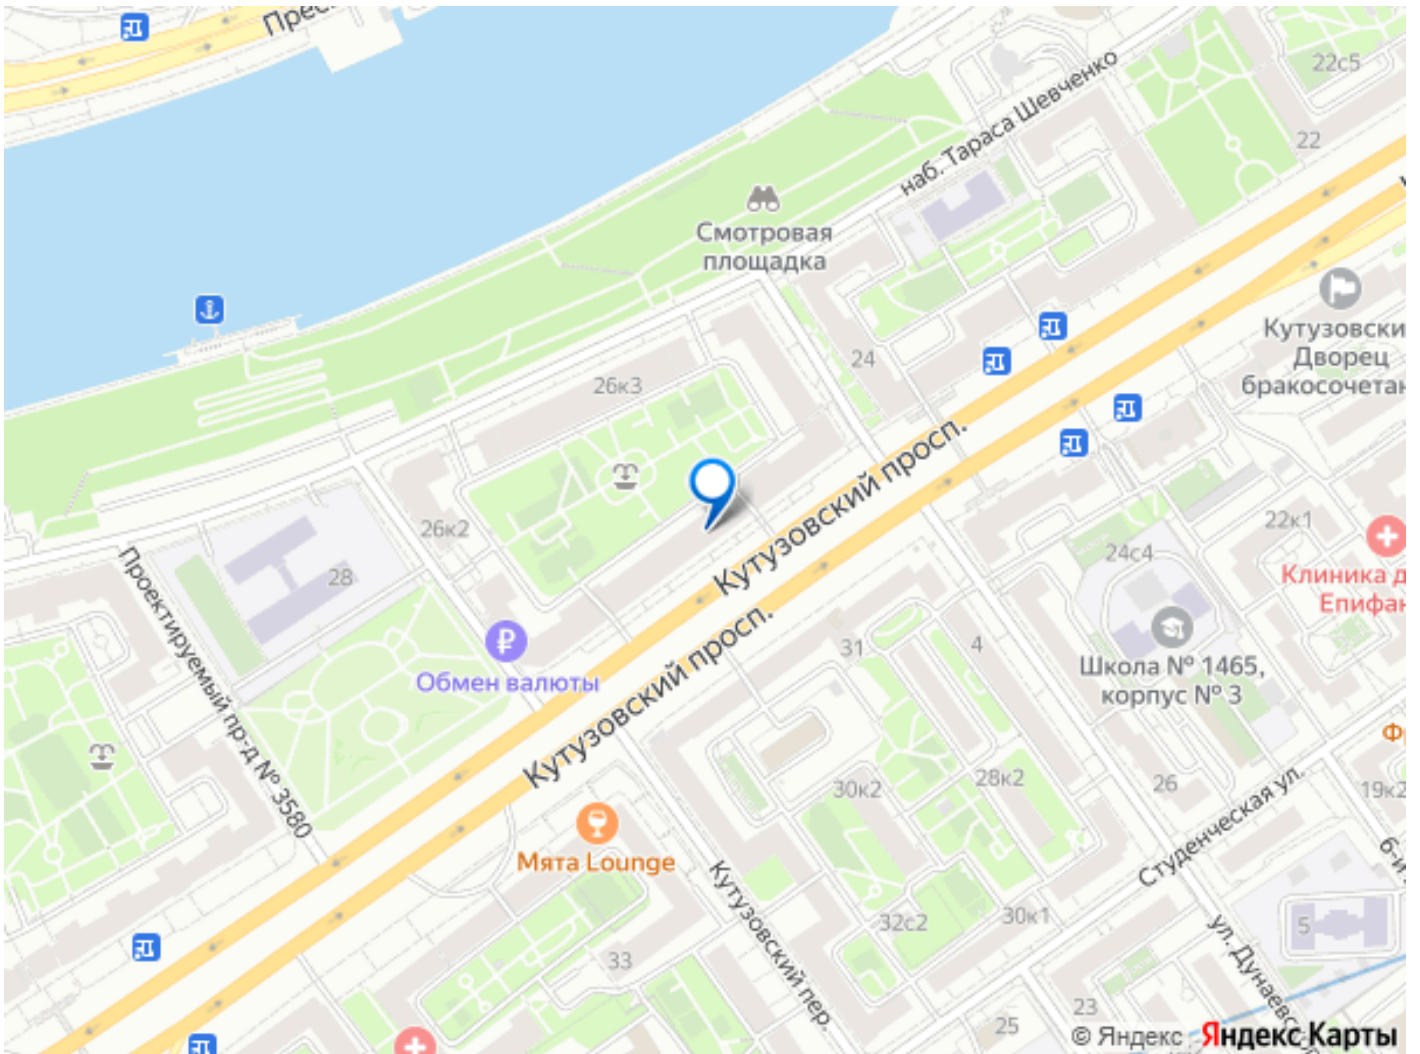 Прес
22с5
наб. Тараса Шевченко
22
Смотровая
площадка
Кутузовски
Дворец
бракосочетан
24
26к3
Кутузовский просп.
26к2
22к1
24с4
Клиника д
Епифан
28
Проектируемый пр-д № 3580
Обмен валюты
Кутузовский просп.
31
4
Школа № 1465,
корпус № 3
Ф
30к2
28к2
26
19к2
Студенческая ул.
6-й
Мята Lounge
Кутузовский пер.
32с2
30к1
5
ул. Дунаевс
33
23
25
© Яндекс Яндекс Карты